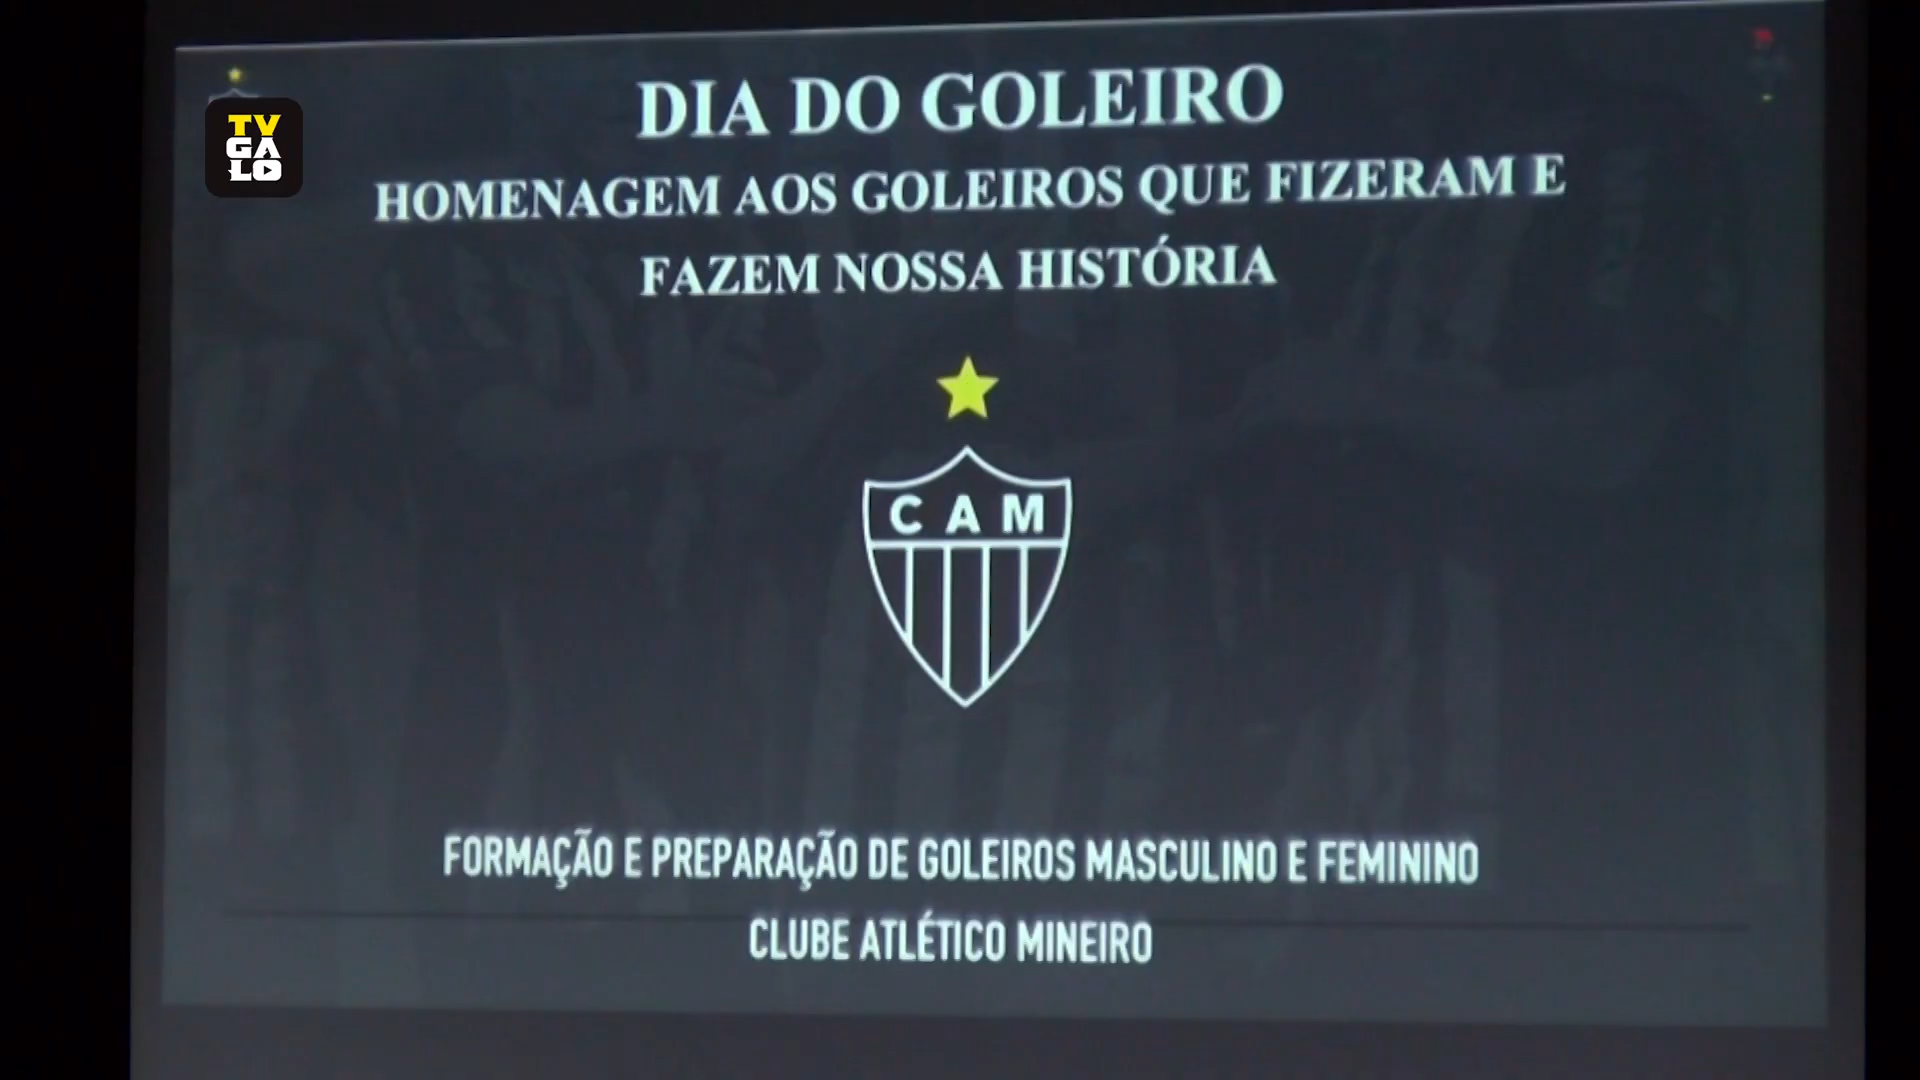 DIA DO GOLEIRO
TV
GA
LO
HOMENAGEM AOS GOLEIROS QUE FIZERAM E
FAZEM NOSSA HISTÓRIA
C A M
FORMAÇÃO E PREPARAÇÃO DE GOLEIROS MASCULINO E FEMININO
CLUBE ATLÉTICO MINEIRO